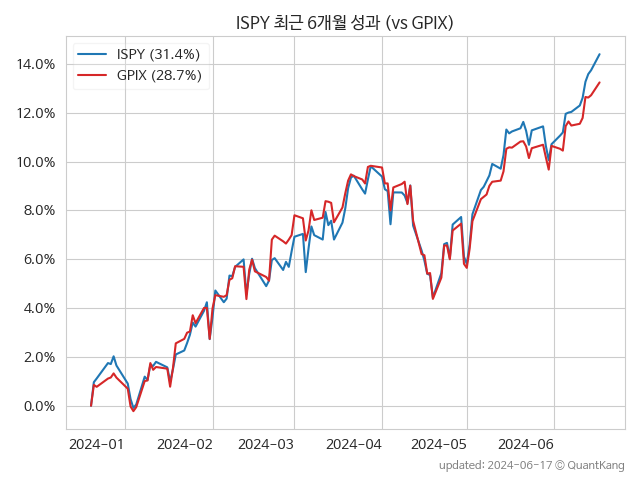 ISPY 최근 6개월 성과 (vs GPIX)
ISPY (31.4%)
GPIX (28.7%)
14.0%
12.0%
10.0%
8.0%
6.0%
4.0%
2.0%
0.0%
2024−01 2024−02 2024−03 2024−04 2024−05 2024−06
updated: 2024-06-17 © QuantKang